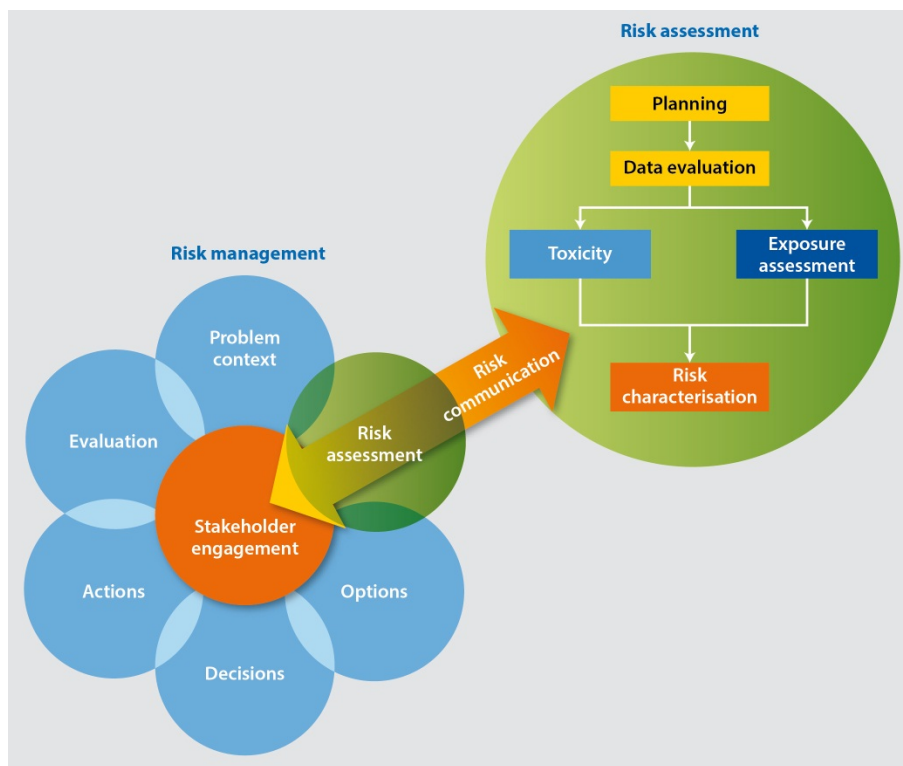 Risk assessment
Planning
Data evaluation
Toxicity
Exposure
assessment
Risk
characterisation
Risk management
Problem
context
Risk
communication
Evaluation
Risk
assessment
Stakeholder
engagement
Actions
Options
Decisions